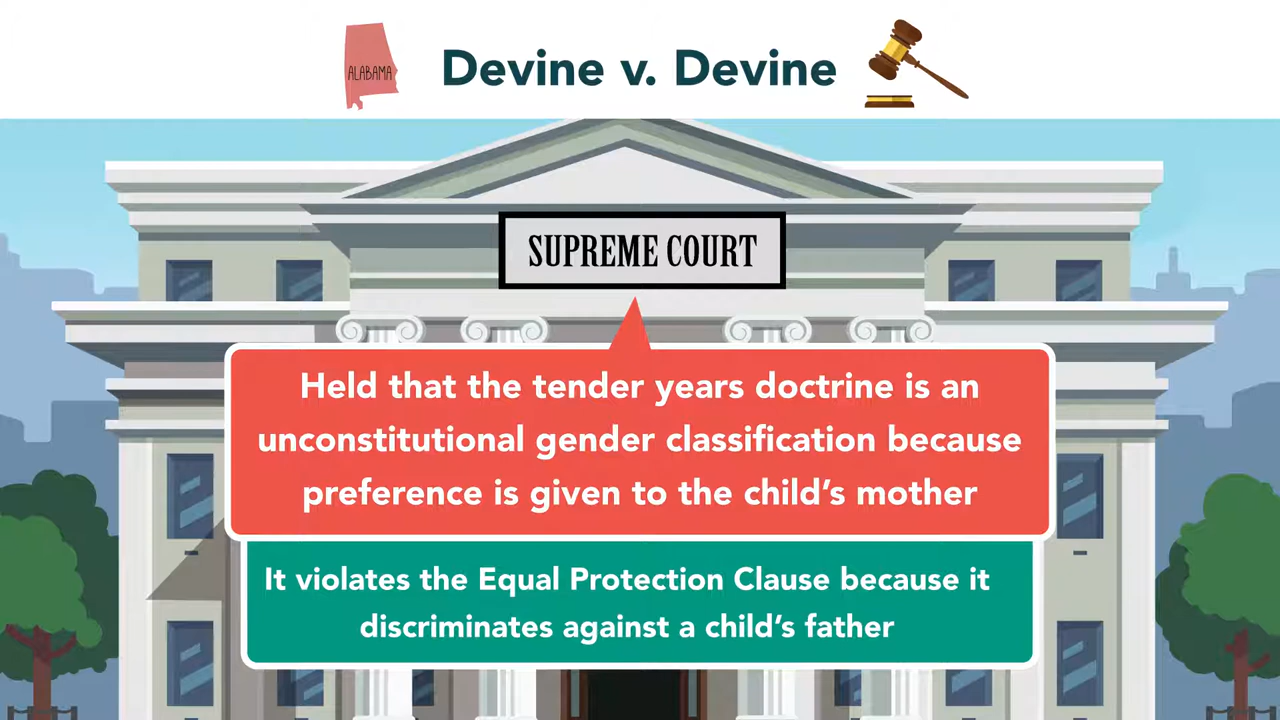 ALABAMA
Devine v. Devine
SUPREME COURT
Held that the tender years doctrine is an
unconstitutional gender classification because
preference is given to the child's mother
It violates the Equal Protection Clause because it
discriminates against a child's father